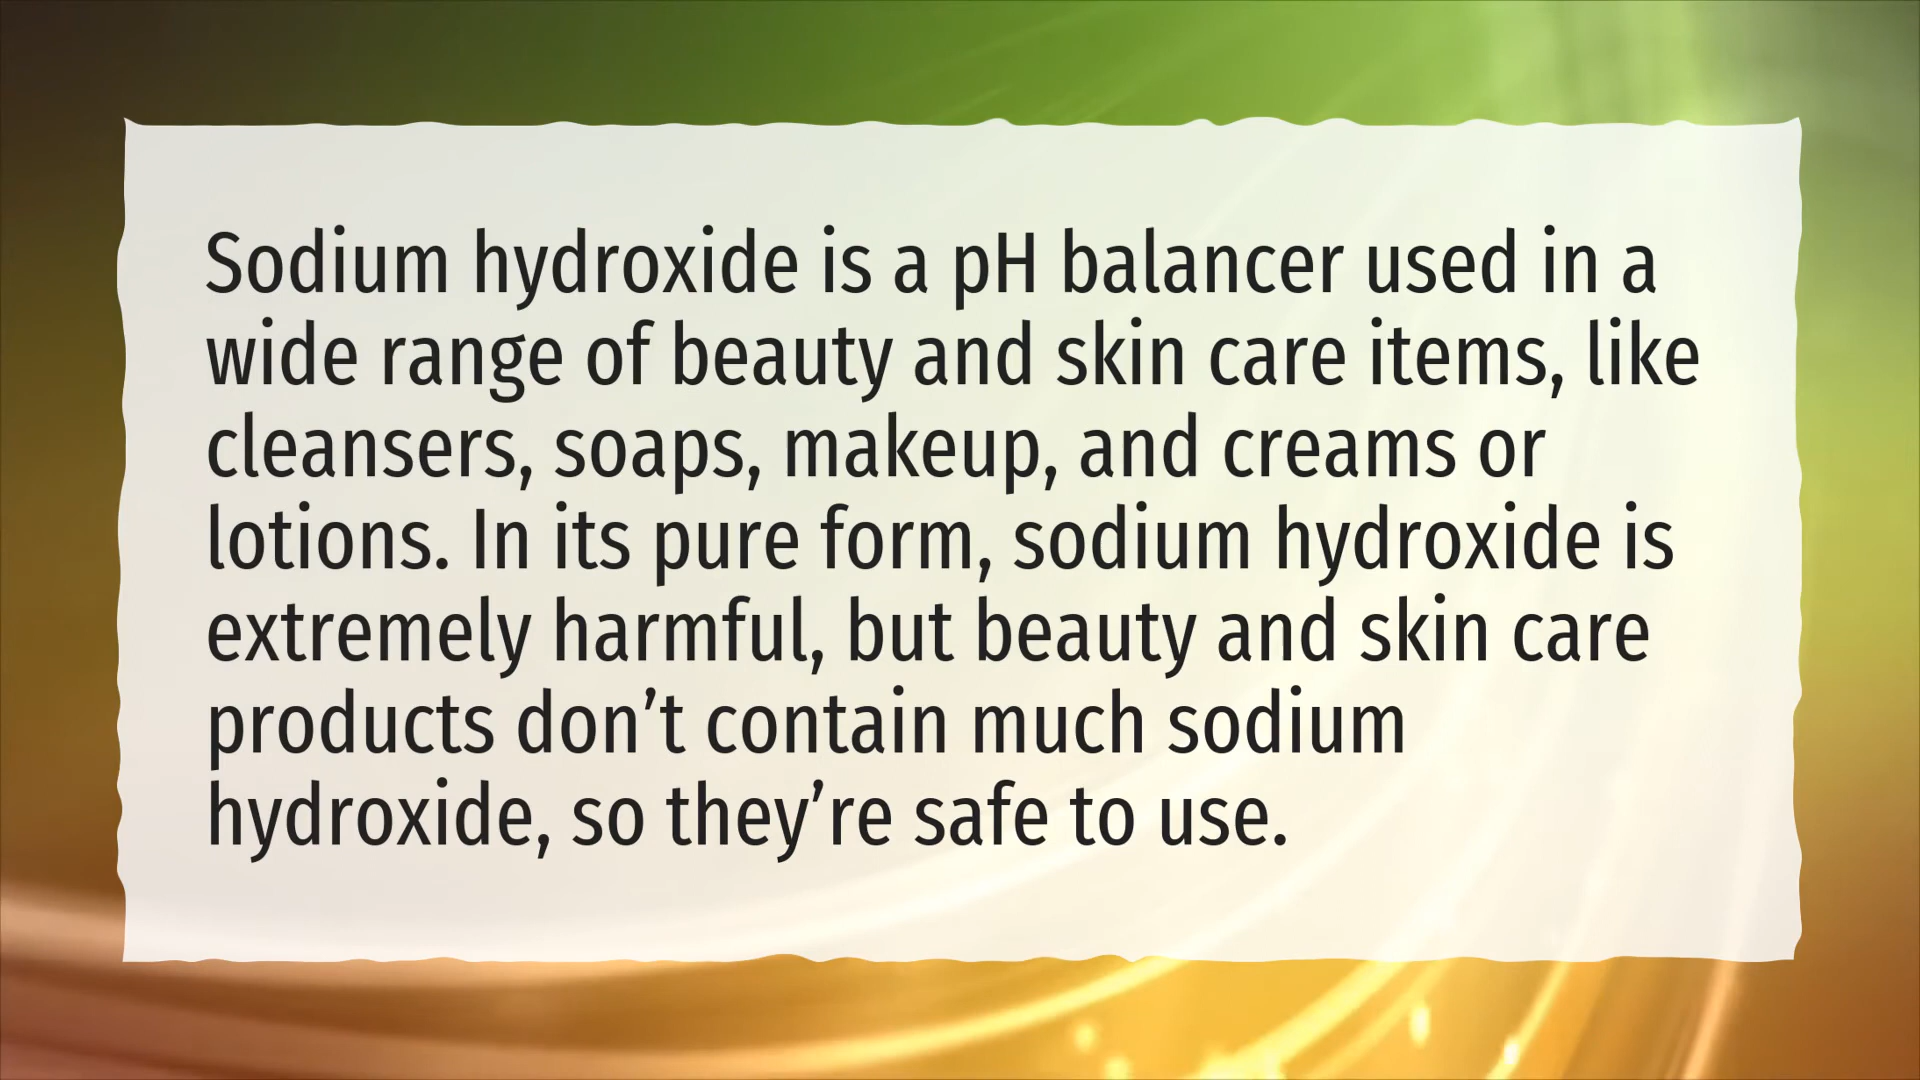 Sodium hydroxide is a pH balancer used in a
wide range of beauty and skin care items, like
cleansers, soaps, makeup, and creams or
lotions. In its pure form, sodium hydroxide is
extremely harmful, but beauty and skin care
products don’t contain much sodium
hydroxide, so they’re safe to use.